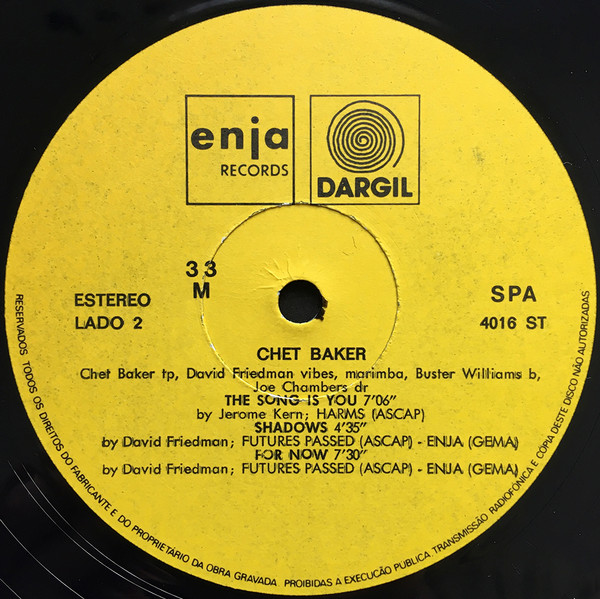 enja
RECORDS
DARGIL
33
M
ESTEREO
LADO 2
SPA
4016 ST
CHET BAKER
Chet Baker tp, David Friedman vibes, marimba, Buster Williams b,
Joe Chambers dr
THE SONG IS YOU 7'06"
by Jerome Kern; HARMS (ASCAP)
SHADOWS 4'35"
by David Friedman; FUTURES PASSED (ASCAP) - ENJA (GEMA)
FOR NOW 7'30"
by David Friedman; FUTURES PASSED (ASCAP) - ENJA (GEMA)
RESERVADOS TODOS OS DIREITOS DO FABRICANTE E DO PROPRIETÁRIO DA OBRA GRAVADA. PROIBIDAS A EXECUÇÃO PUBLICA TRANSMISSÃO RADIOFÓNICA E CÓPIA DESTE DISCO NÃO AUTORIZADAS